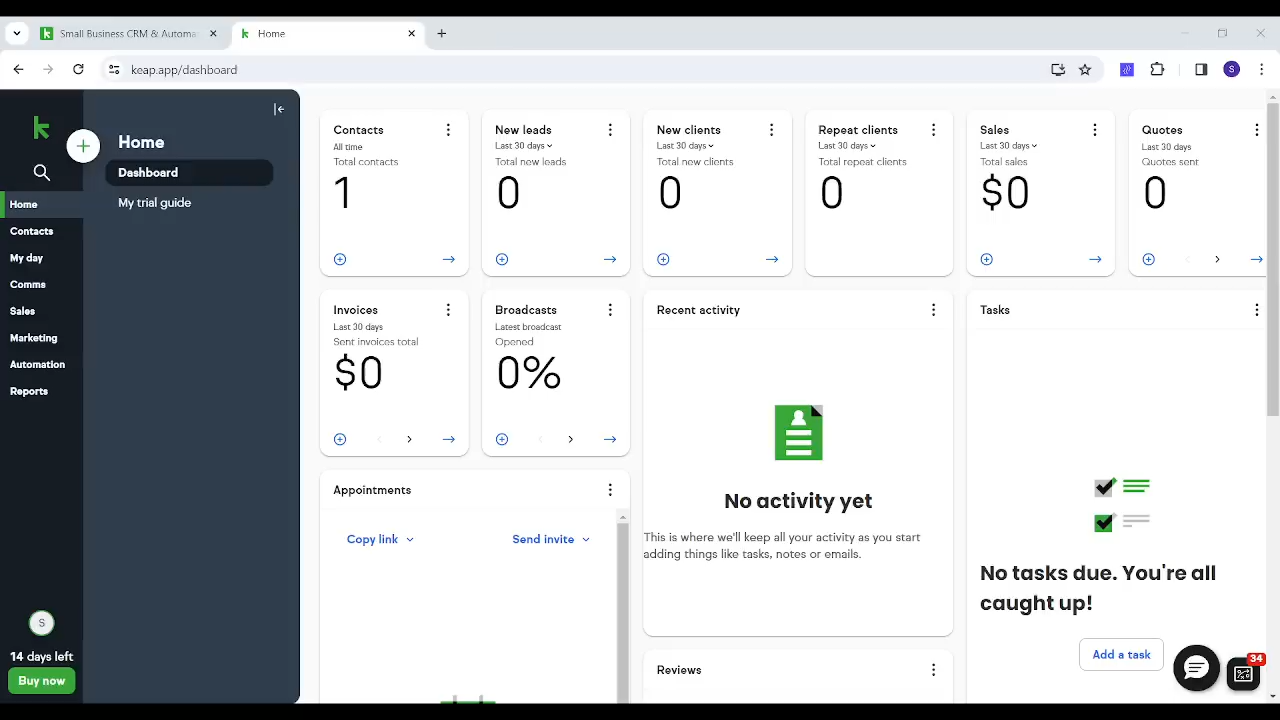 Small Business CRM & Automa
Home
keap.app/dashboard
S
Home
Dashboard
My trial guide
Home
Contacts
My day
Comms
Sales
Marketing
Automation
Reports
S
14 days left
Buy now
Contacts
All time
Total contacts
1
New leads
Last 30 days
Total new leads
0
New clients
Last 30 days
Total new clients
0
Repeat clients
Last 30 days
Total repeat clients
0
Sales
Last 30 days
Total sales
$0
Quotes
Last 30 days
Quotes sent
0
Invoices
Last 30 days
Sent invoices total
$0
Broadcasts
Latest broadcast
Opened
0%
Recent activity
No activity yet
This is where we'll keep all your activity as you start
adding things like tasks, notes or emails.
Tasks
No tasks due. You're all
caught up!
Add a task
Appointments
Copy link
Send invite
Reviews
34